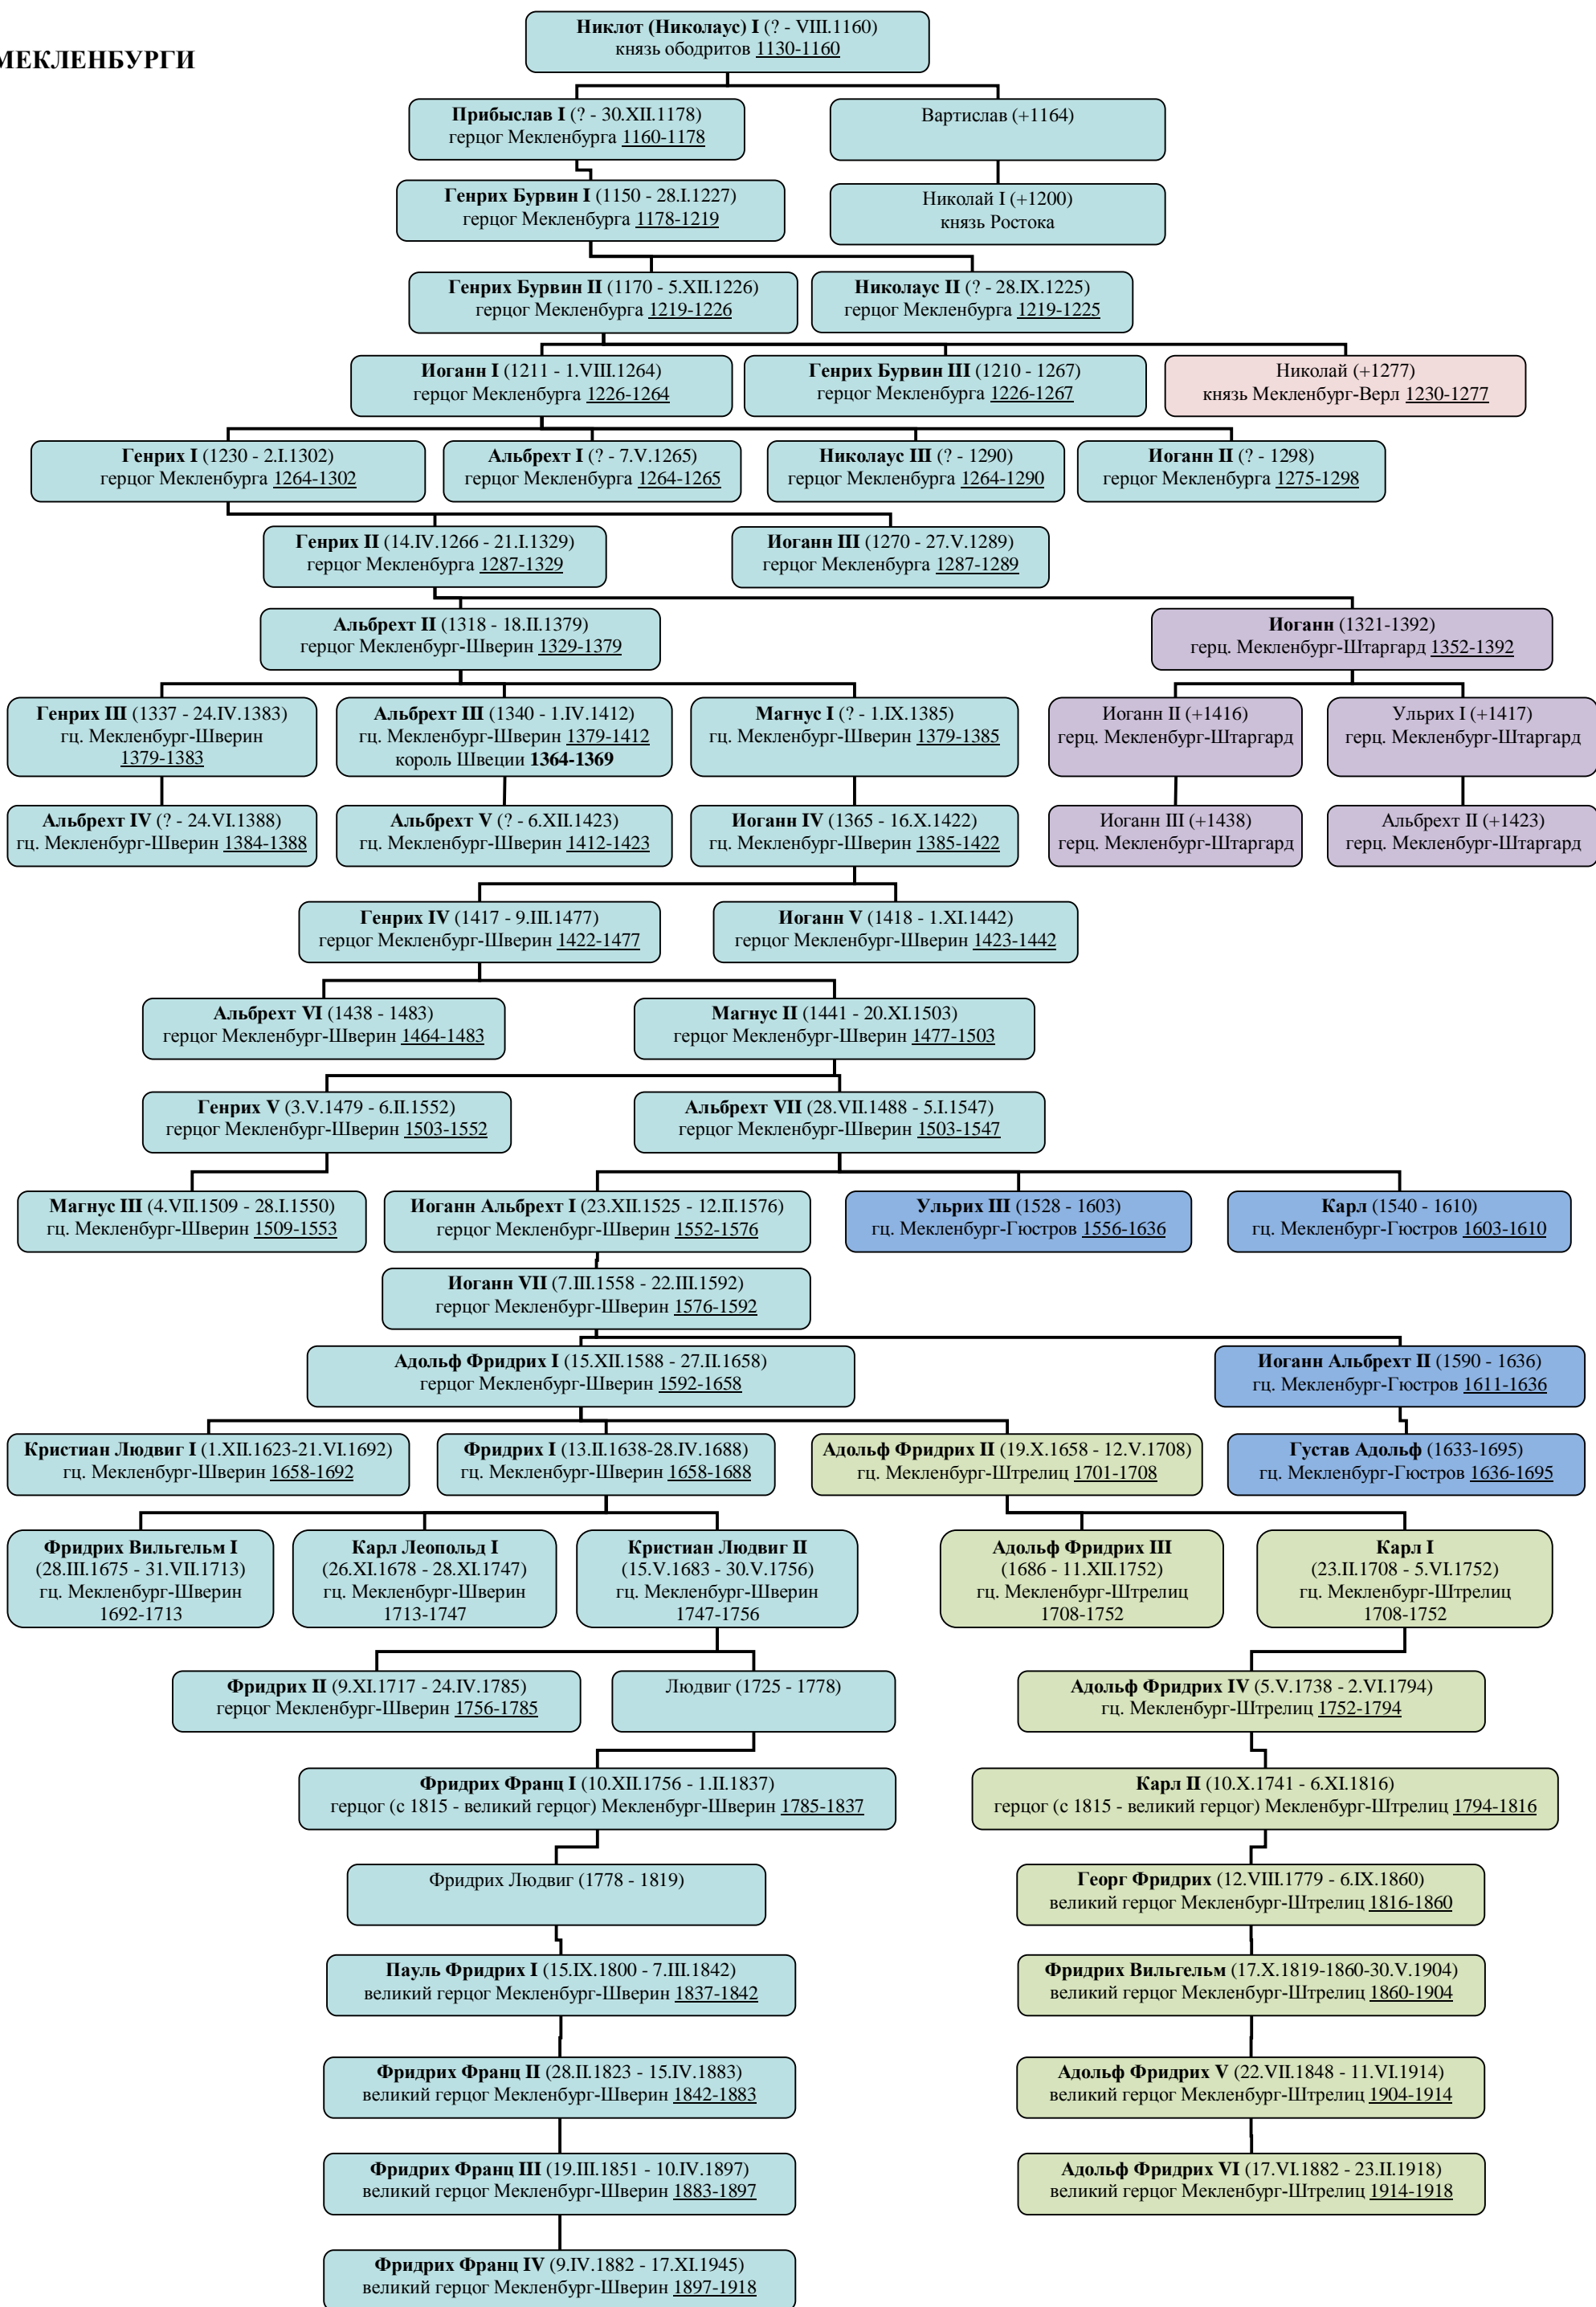 МЕКЛЕНБУРГИ
Никлот (Николаус) I (? - VIII.1160)
князь ободритов 1130-1160
Прибыслав I (? - 30.XII.1178)
герцог Мекленбурга 1160-1178
Вартислав (+1164)
Генрих Бурвин I (1150 - 28.I.1227)
герцог Мекленбурга 1178-1219
Николай I (+1200)
князь Ростока
Генрих Бурвин II (1170 - 5.XII.1226)
герцог Мекленбурга 1219-1226
Николаус II (? - 28.IX.1225)
герцог Мекленбурга 1219-1225
Иоганн I (1211 - 1.VIII.1264)
герцог Мекленбурга 1226-1264
Генрих Бурвин III (1210 - 1267)
герцог Мекленбурга 1226-1267
Николай (+1277)
князь Мекленбург-Верл 1230-1277
Генрих I (1230 - 2.I.1302)
герцог Мекленбурга 1264-1302
Альбрехт I (? - 7.V.1265)
герцог Мекленбурга 1264-1265
Николаус III (? - 1290)
герцог Мекленбурга 1264-1290
Иоганн II (? - 1298)
герцог Мекленбурга 1275-1298
Генрих II (14.IV.1266 - 21.I.1329)
герцог Мекленбурга 1287-1329
Иоганн III (1270 - 27.V.1289)
герцог Мекленбурга 1287-1289
Альбрехт II (1318 - 18.II.1379)
герцог Мекленбург-Шверин 1329-1379
Иоганн (1321-1392)
герц. Мекленбург-Штаргард 1352-1392
Генрих III (1337 - 24.IV.1383)
гц. Мекленбург-Шверин
1379-1383
Альбрехт III (1340 - 1.IV.1412)
гц. Мекленбург-Шверин 1379-1412
король Швеции 1364-1369
Магнус I (? - 1.IX.1385)
гц. Мекленбург-Шверин 1379-1385
Иоганн II (+1416)
герц. Мекленбург-Штаргард
Ульрих I (+1417)
герц. Мекленбург-Штаргард
Альбрехт IV (? - 24.VI.1388)
гц. Мекленбург-Шверин 1384-1388
Альбрехт V (? - 6.XII.1423)
гц. Мекленбург-Шверин 1412-1423
Иоганн IV (1365 - 16.X.1422)
гц. Мекленбург-Шверин 1385-1422
Иоганн III (+1438)
герц. Мекленбург-Штаргард
Альбрехт II (+1423)
герц. Мекленбург-Штаргард
Генрих IV (1417 - 9.III.1477)
герцог Мекленбург-Шверин 1422-1477
Иоганн V (1418 - 1.XI.1442)
герцог Мекленбург-Шверин 1423-1442
Альбрехт VI (1438 - 1483)
герцог Мекленбург-Шверин 1464-1483
Магнус II (1441 - 20.XI.1503)
герцог Мекленбург-Шверин 1477-1503
Генрих V (3.V.1479 - 6.II.1552)
герцог Мекленбург-Шверин 1503-1552
Альбрехт VII (28.VII.1488 - 5.I.1547)
герцог Мекленбург-Шверин 1503-1547
Магнус III (4.VII.1509 - 28.I.1550)
гц. Мекленбург-Шверин 1509-1553
Иоганн Альбрехт I (23.XII.1525 - 12.II.1576)
герцог Мекленбург-Шверин 1552-1576
Ульрих III (1528 - 1603)
гц. Мекленбург-Гюстров 1556-1636
Карл (1540 - 1610)
гц. Мекленбург-Гюстров 1603-1610
Иоганн VII (7.III.1558 - 22.III.1592)
герцог Мекленбург-Шверин 1576-1592
Адольф Фридрих I (15.XII.1588 - 27.II.1658)
герцог Мекленбург-Шверин 1592-1658
Иоганн Альбрехт II (1590 - 1636)
гц. Мекленбург-Гюстров 1611-1636
Кристиан Людвиг I (1.XII.1623-21.VI.1692)
гц. Мекленбург-Шверин 1658-1692
Фридрих I (13.II.1638-28.IV.1688)
гц. Мекленбург-Шверин 1658-1688
Адольф Фридрих II (19.X.1658 - 12.V.1708)
гц. Мекленбург-Штрелиц 1701-1708
Густав Адольф (1633-1695)
гц. Мекленбург-Гюстров 1636-1695
Фридрих Вильгельм I
(28.III.1675 - 31.VII.1713)
гц. Мекленбург-Шверин
1692-1713
Карл Леопольд I
(26.XI.1678 - 28.XI.1747)
гц. Мекленбург-Шверин
1713-1747
Кристиан Людвиг II
(15.V.1683 - 30.V.1756)
гц. Мекленбург-Шверин
1747-1756
Адольф Фридрих III
(1686 - 11.XII.1752)
гц. Мекленбург-Штрелиц
1708-1752
Карл I
(23.II.1708 - 5.VI.1752)
гц. Мекленбург-Штрелиц
1708-1752
Фридрих II (9.XI.1717 - 24.IV.1785)
герцог Мекленбург-Шверин 1756-1785
Людвиг (1725 - 1778)
Адольф Фридрих IV (5.V.1738 - 2.VI.1794)
гц. Мекленбург-Штрелиц 1752-1794
Фридрих Франц I (10.XII.1756 - 1.II.1837)
герцог (с 1815 - великий герцог) Мекленбург-Шверин 1785-1837
Карл II (10.X.1741 - 6.XI.1816)
герцог (с 1815 - великий герцог) Мекленбург-Штрелиц 1794-1816
Фридрих Людвиг (1778 - 1819)
Георг Фридрих (12.VIII.1779 - 6.IX.1860)
великий герцог Мекленбург-Штрелиц 1816-1860
Пауль Фридрих I (15.IX.1800 - 7.III.1842)
великий герцог Мекленбург-Шверин 1837-1842
Фридрих Вильгельм (17.X.1819-1860-30.V.1904)
великий герцог Мекленбург-Штрелиц 1860-1904
Фридрих Франц II (28.II.1823 - 15.IV.1883)
великий герцог Мекленбург-Шверин 1842-1883
Адольф Фридрих V (22.VII.1848 - 11.VI.1914)
великий герцог Мекленбург-Штрелиц 1904-1914
Фридрих Франц III (19.III.1851 - 10.IV.1897)
великий герцог Мекленбург-Шверин 1883-1897
Адольф Фридрих VI (17.VI.1882 - 23.II.1918)
великий герцог Мекленбург-Штрелиц 1914-1918
Фридрих Франц IV (9.IV.1882 - 17.XI.1945)
великий герцог Мекленбург-Шверин 1897-1918